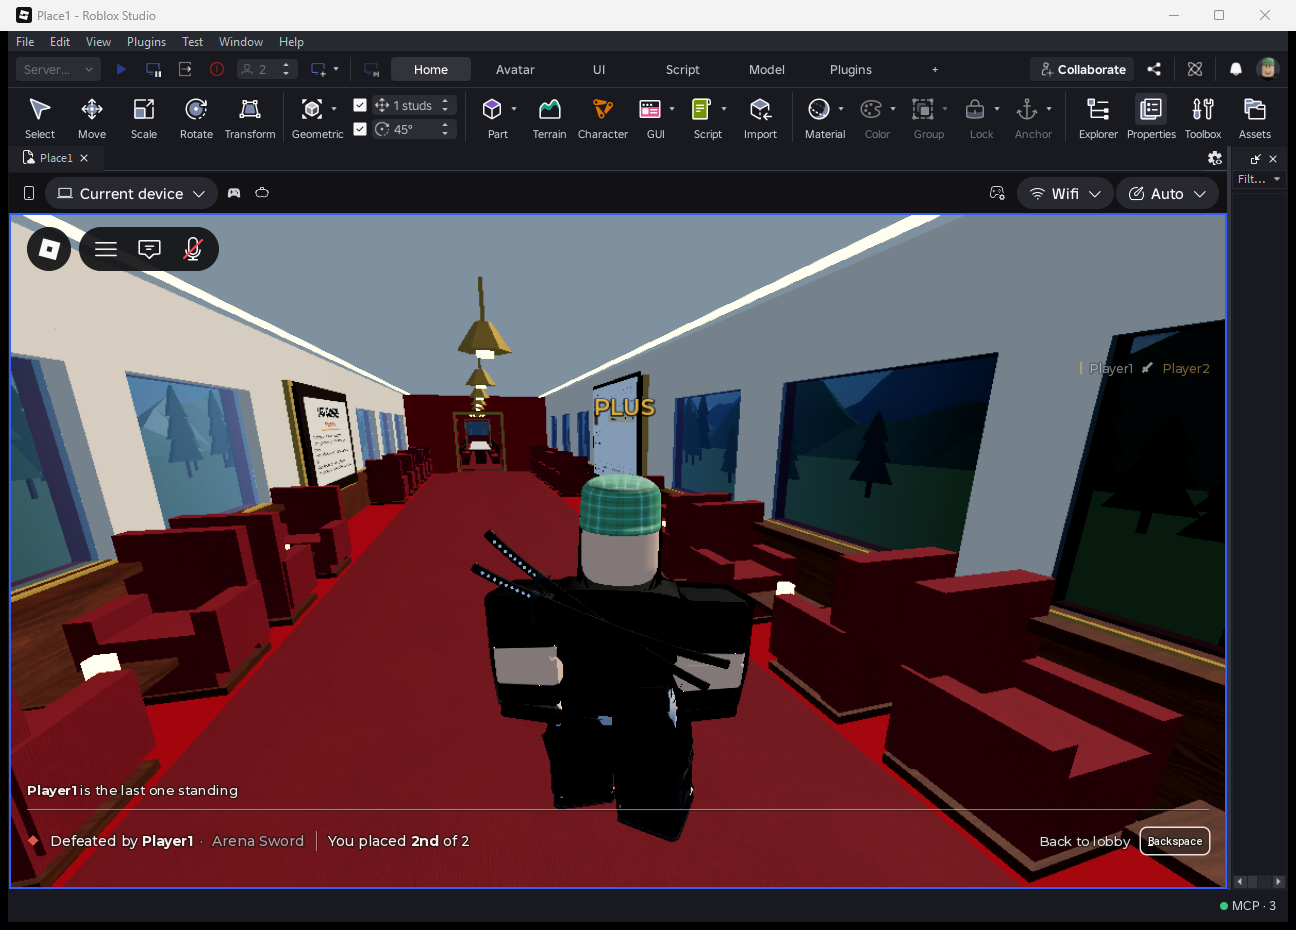 Place1 - Roblox Studio
File Edit View Plugins Test Window Help
Server... 2 Home Avatar UI Script Model Plugins + Collaborate
1 studs
45°
Select Move Scale Rotate Transform Geometric Part Terrain Character GUI Script Import Material Color Group Lock Anchor Explorer Properties Toolbox Assets
Place1
Filt...
Current device Wifi Auto
Player1 Player2
PLUS
Player1 is the last one standing
Defeated by Player1 · Arena Sword You placed 2nd of 2 Back to lobby Backspace
MCP · 3